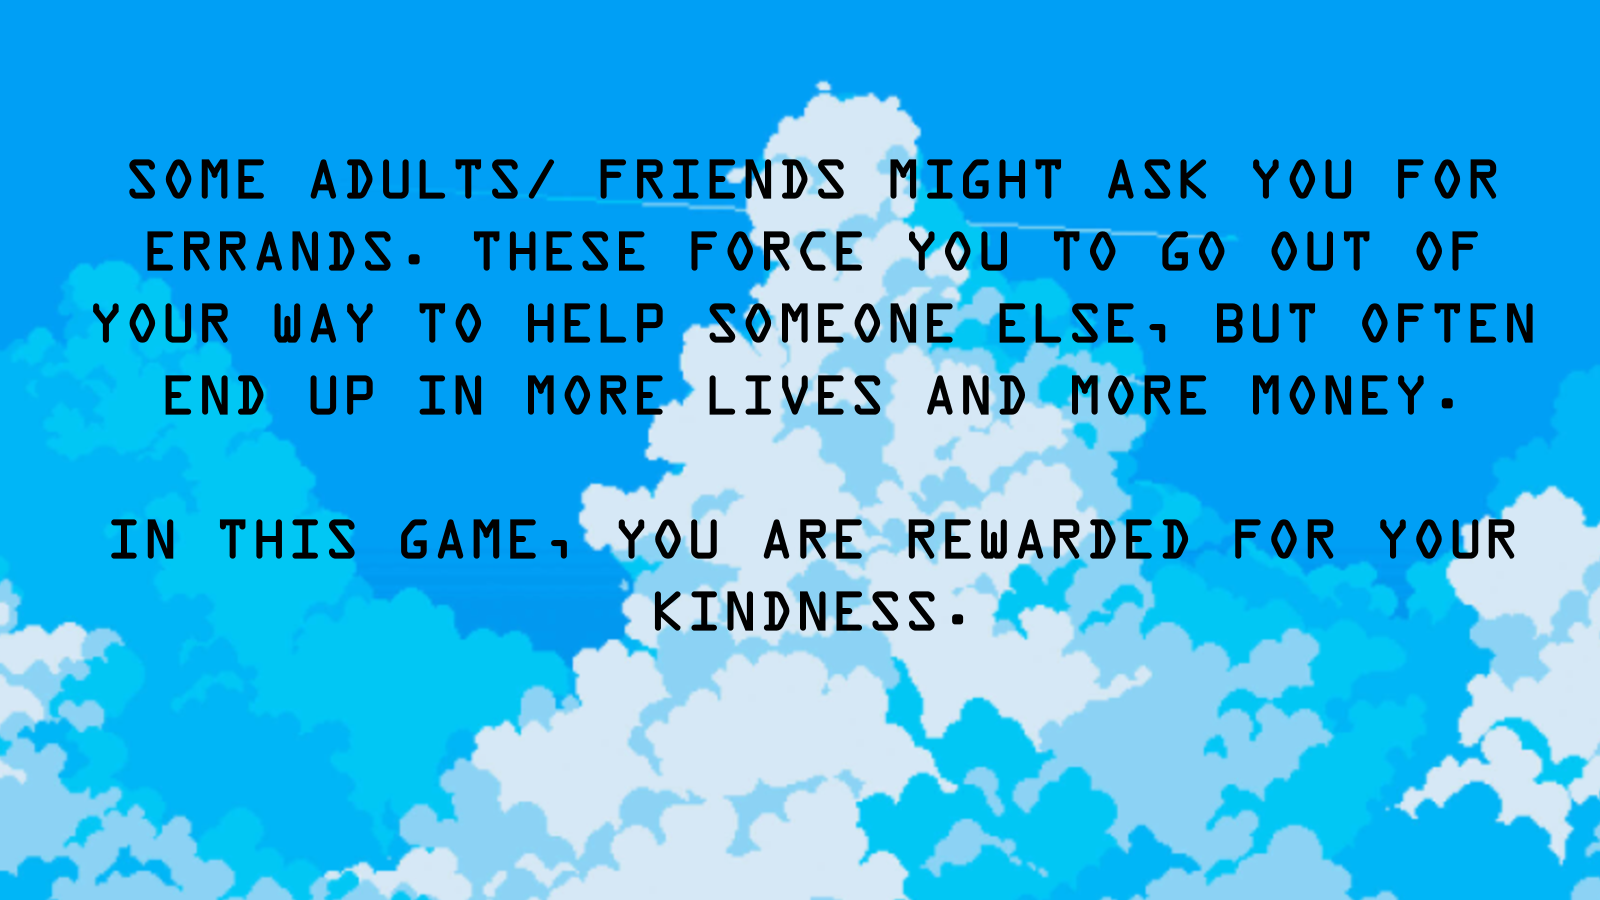 SOME ADULTS/ FRIENDS MIGHT ASK YOU FOR
ERRANDS. THESE FORCE YOU TO GO OUT OF
YOUR WAY TO HELP SOMEONE ELSE, BUT OFTEN
END UP IN MORE LIVES AND MORE MONEY.
IN THIS GAME, YOU ARE REWARDED FOR YOUR
KINDNESS.